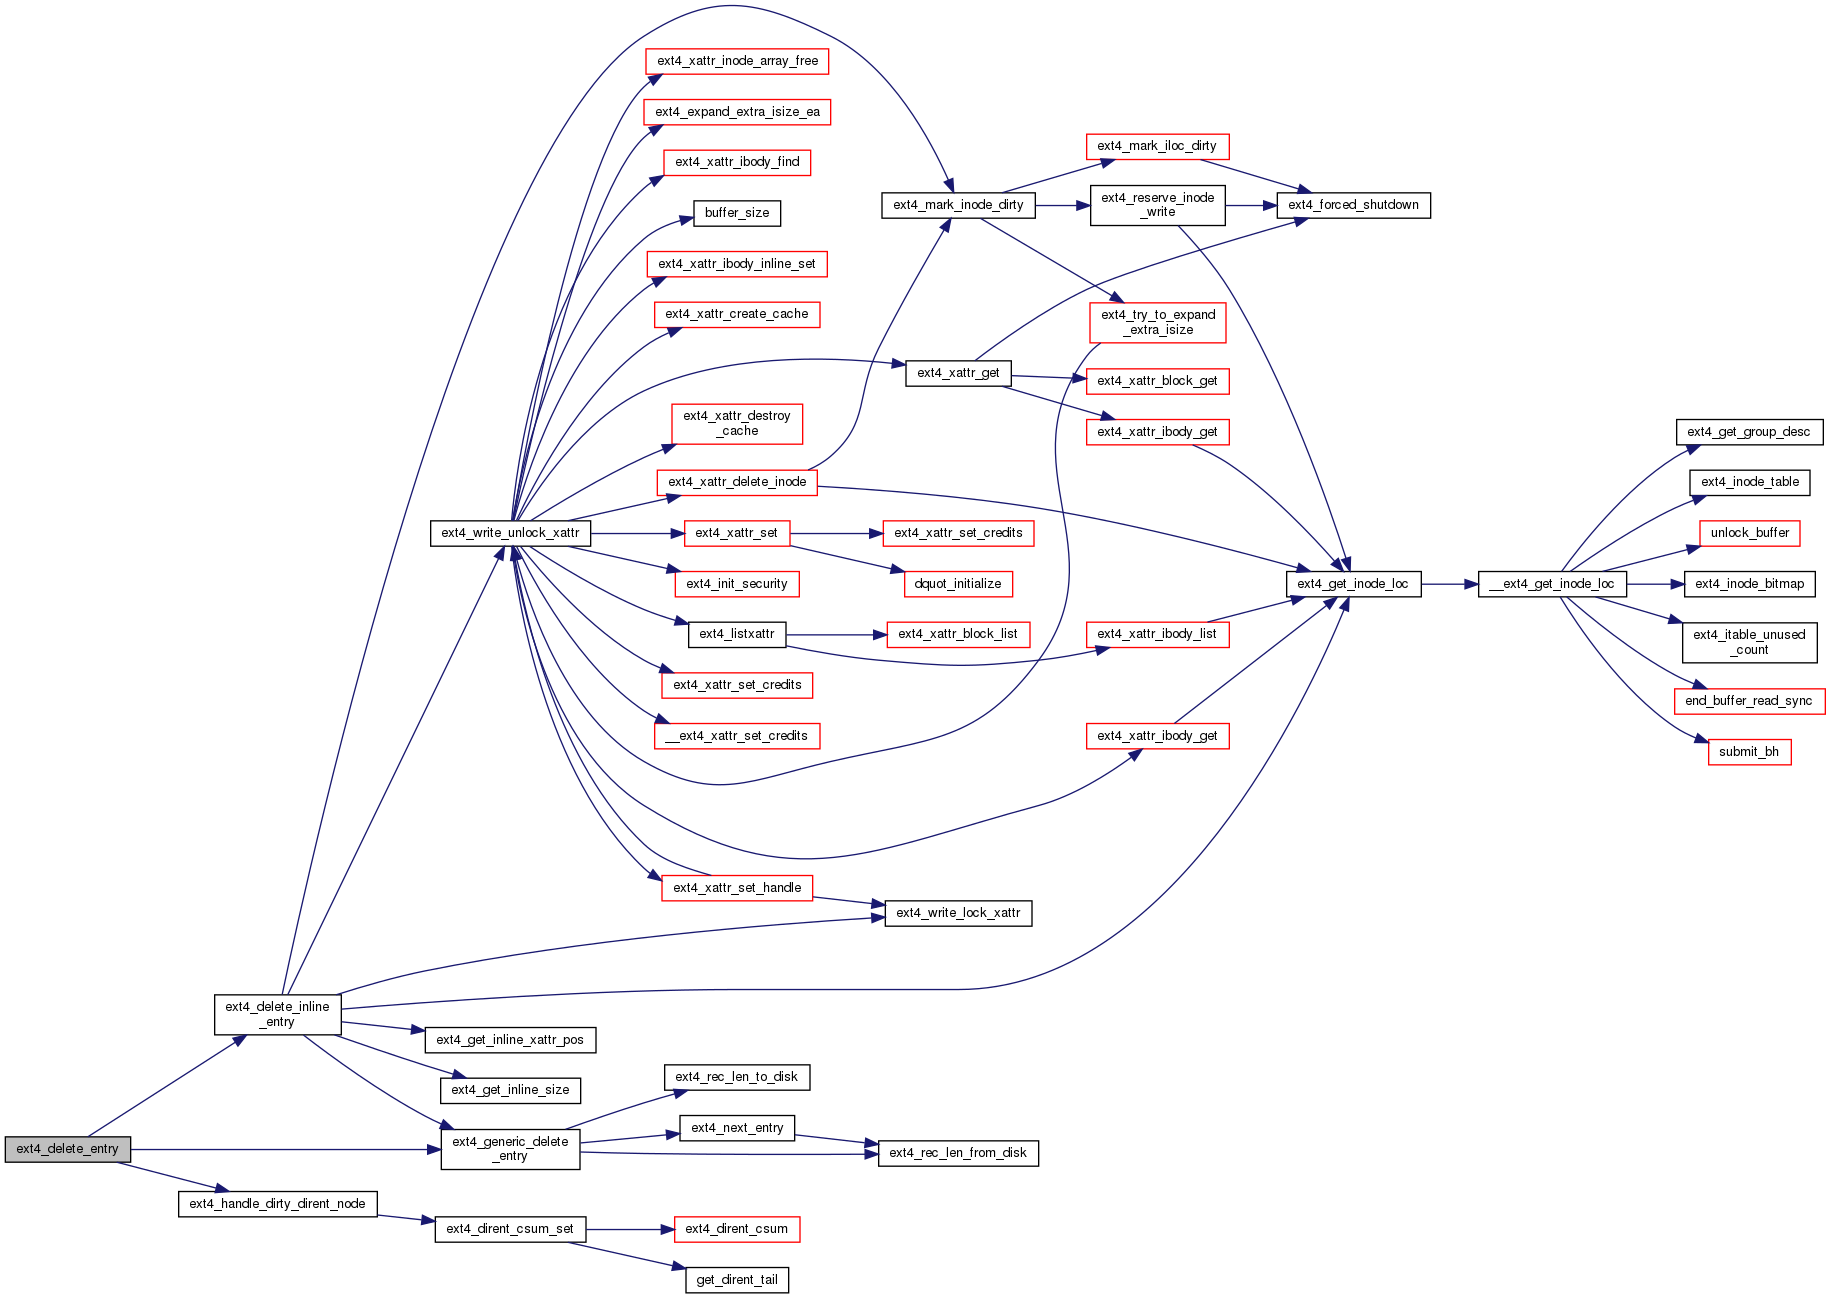 ext4_xattr_inode_array_free
ext4_expand_extra_isize_ea
ext4_xattr_ibody_find
buffer_size
ext4_xattr_ibody_inline_set
ext4_xattr_create_cache
ext4_xattr_destroy
_cache
ext4_xattr_delete_inode
ext4_write_unlock_xattr
ext4_xattr_set
ext4_init_security
ext4_listxattr
ext4_xattr_set_credits
__ext4_xattr_set_credits
ext4_xattr_set_handle
ext4_mark_inode_dirty
ext4_xattr_get
ext4_xattr_set_credits
dquot_initialize
ext4_xattr_block_list
ext4_write_lock_xattr
ext4_mark_iloc_dirty
ext4_reserve_inode
_write
ext4_forced_shutdown
ext4_try_to_expand
_extra_isize
ext4_xattr_block_get
ext4_xattr_ibody_get
ext4_get_inode_loc
ext4_xattr_ibody_list
ext4_xattr_ibody_get
__ext4_get_inode_loc
ext4_get_group_desc
ext4_inode_table
unlock_buffer
ext4_inode_bitmap
ext4_itable_unused
_count
end_buffer_read_sync
submit_bh
ext4_delete_inline
_entry
ext4_get_inline_xattr_pos
ext4_get_inline_size
ext4_delete_entry
ext4_generic_delete
_entry
ext4_rec_len_to_disk
ext4_next_entry
ext4_rec_len_from_disk
ext4_handle_dirty_dirent_node
ext4_dirent_csum_set
ext4_dirent_csum
get_dirent_tail